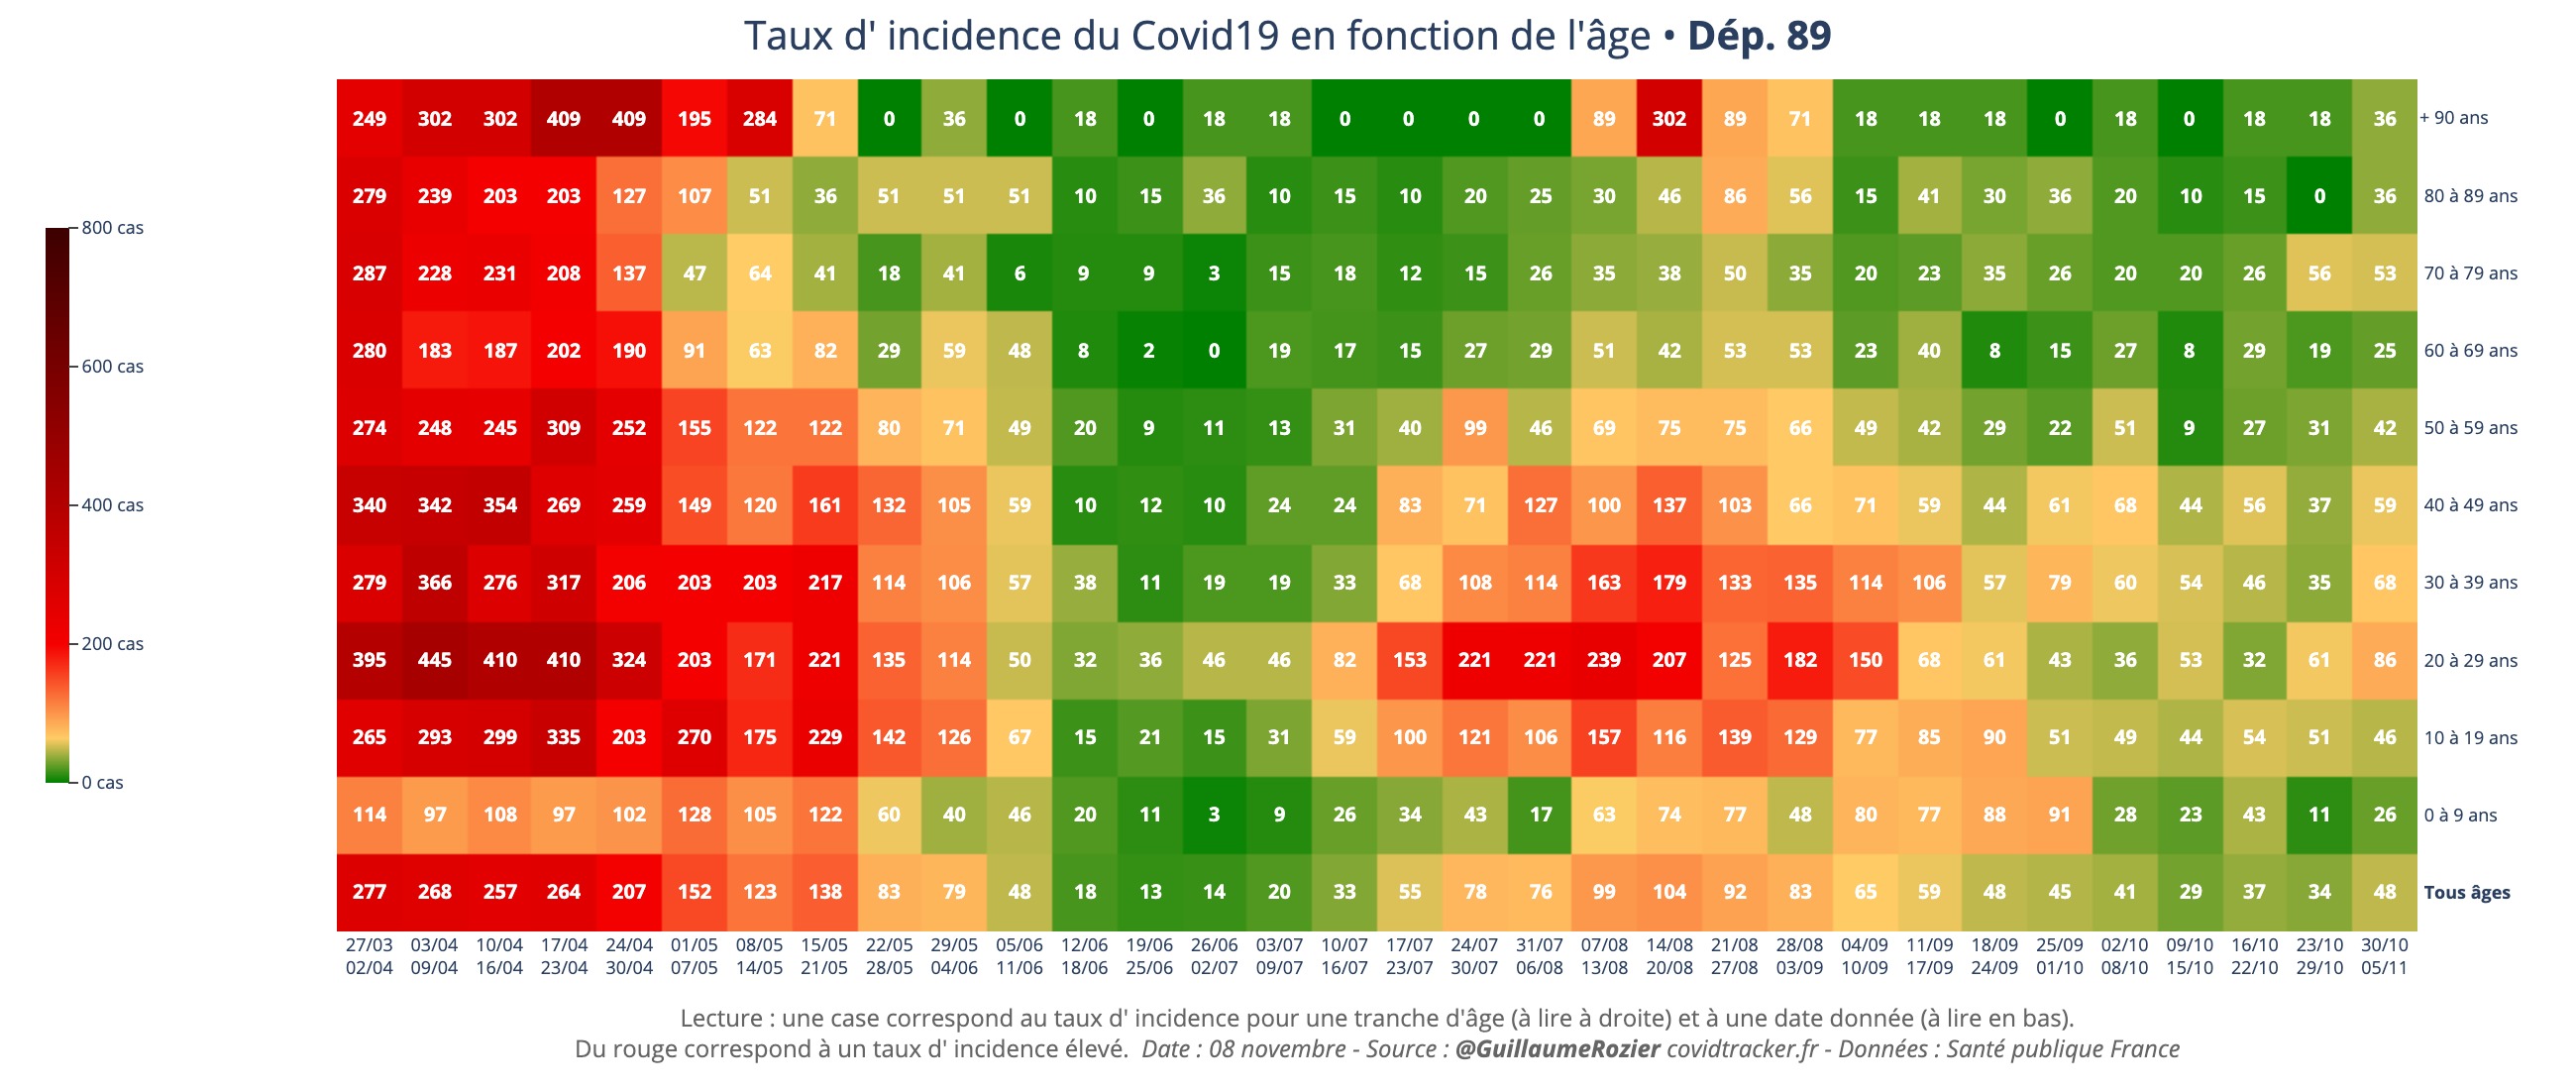 Taux d' incidence du Covid19 en fonction de l'âge • Dép. 89
800 cas
600 cas
400 cas
200 cas
0 cas
249 302 302 409 409 195 284 71 0 36 0 18 0 18 18 0 0 0 0 89 302 89 71 18 18 18 0 18 0 18 18 36 + 90 ans
279 239 203 203 127 107 51 36 51 51 51 10 15 36 10 15 10 20 25 30 46 86 56 15 41 30 36 20 10 15 0 36 80 à 89 ans
287 228 231 208 137 47 64 41 18 41 6 9 9 3 15 18 12 15 26 35 38 50 35 20 23 35 26 20 20 26 56 53 70 à 79 ans
280 183 187 202 190 91 63 82 29 59 48 8 2 0 19 17 15 27 29 51 42 53 53 23 40 8 15 27 8 29 19 25 60 à 69 ans
274 248 245 309 252 155 122 122 80 71 49 20 9 11 13 31 40 99 46 69 75 75 66 49 42 29 22 51 9 27 31 42 50 à 59 ans
340 342 354 269 259 149 120 161 132 105 59 10 12 10 24 24 83 71 127 100 137 103 66 71 59 44 61 68 44 56 37 59 40 à 49 ans
279 366 276 317 206 203 203 217 114 106 57 38 11 19 19 33 68 108 114 163 179 133 135 114 106 57 79 60 54 46 35 68 30 à 39 ans
395 445 410 410 324 203 171 221 135 114 50 32 36 46 46 82 153 221 221 239 207 125 182 150 68 61 43 36 53 32 61 86 20 à 29 ans
265 293 299 335 203 270 175 229 142 126 67 15 21 15 31 59 100 121 106 157 116 139 129 77 85 90 51 49 44 54 51 46 10 à 19 ans
114 97 108 97 102 128 105 122 60 40 46 20 11 3 9 26 34 43 17 63 74 77 48 80 77 88 91 28 23 43 11 26 0 à 9 ans
277 268 257 264 207 152 123 138 83 79 48 18 13 14 20 33 55 78 76 99 104 92 83 65 59 48 45 41 29 37 34 48 Tous âges
27/03 03/04 10/04 17/04 24/04 01/05 08/05 15/05 22/05 29/05 05/06 12/06 19/06 26/06 03/07 10/07 17/07 24/07 31/07 07/08 14/08 21/08 28/08 04/09 11/09 18/09 25/09 02/10 09/10 16/10 23/10 30/10
02/04 09/04 16/04 23/04 30/04 07/05 14/05 21/05 28/05 04/06 11/06 18/06 25/06 02/07 09/07 16/07 23/07 30/07 06/08 13/08 20/08 27/08 03/09 10/09 17/09 24/09 01/10 08/10 15/10 22/10 29/10 05/11
Lecture : une case correspond au taux d' incidence pour une tranche d'âge (à lire à droite) et à une date donnée (à lire en bas).
Du rouge correspond à un taux d' incidence élevé. Date : 08 novembre - Source : @GuillaumeRozier covidtracker.fr - Données : Santé publique France